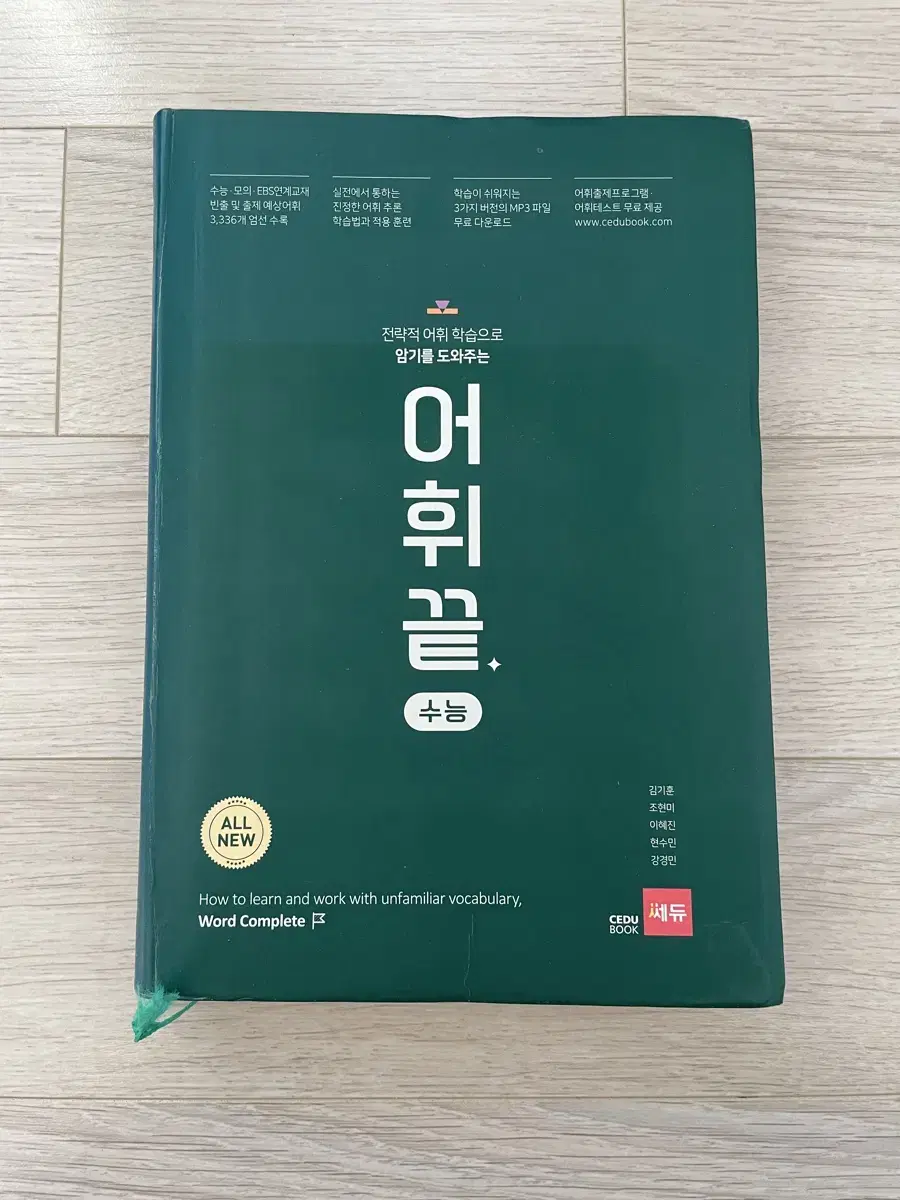 수능·모의·EBS연계교재
빈출 및 출제 예상어휘
3,336개 엄선 수록
실전에서 통하는
진정한 어휘 추론
학습법과 적용 훈련
학습이 쉬워지는
3가지 버전의 MP3 파일
무료 다운로드
어휘출제프로그램·
어휘테스트 무료 제공
www.cedubook.com
전략적 어휘 학습으로
암기를 도와주는
어
휘
끝
수능
김기훈
조현미
이혜진
현수민
강경민
ALL
NEW
How to learn and work with unfamiliar vocabulary,
Word Complete
CEDU
BOOK
쎄듀